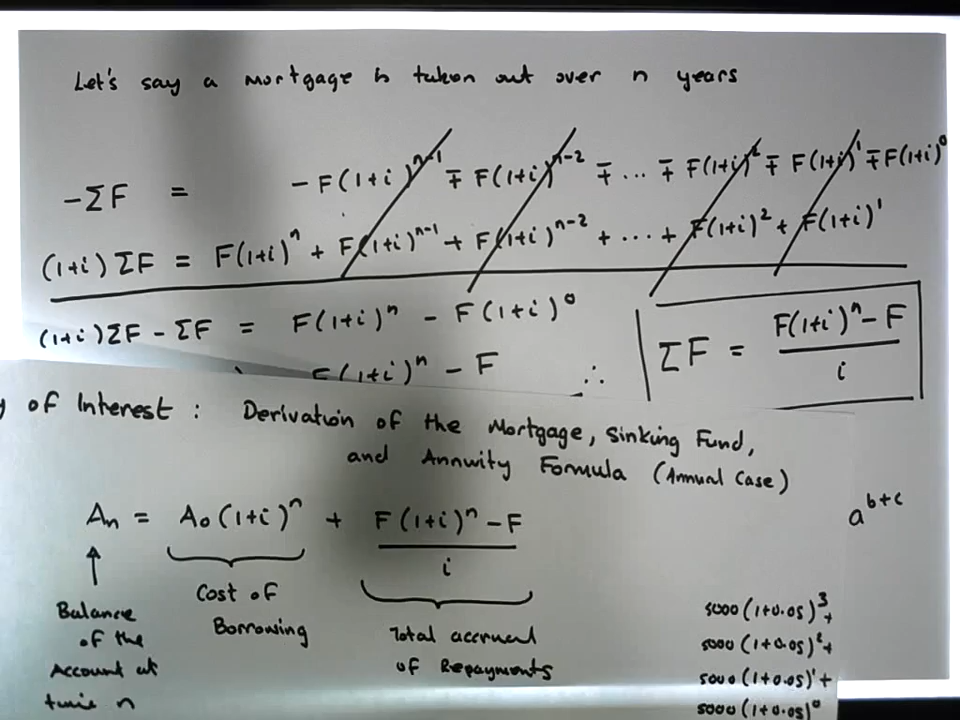 Let's say a mortgage is taken out over n years
-ΣF = -F(1+i)^n-1 ∓ F(1+i)^n-2 ∓ ... ∓ F(1+i)^2 ∓ F(1+i)^1 ∓ F(1+i)^0
(1+i)ΣF = F(1+i)^n + F(1+i)^n-1 + F(1+i)^n-2 + ... + F(1+i)^2 + F(1+i)^1
(1+i)ΣF - ΣF = F(1+i)^n - F(1+i)^0
F(1+i)^n - F ∴ ΣF = F(1+i)^n - F / i
of Interest : Derivation of the Mortgage, Sinking Fund,
and Annuity Formula (Annual Case)
a^b+c
An = A0(1+i)^n + F(1+i)^n - F / i
Cost of
Borrowing
Total accrued
of Repayments
Balance
of the
Account at
time n
5000(1+0.05)^3+
5000(1+0.05)^2+
5000(1+0.05)^1+
5000(1+0.05)^0